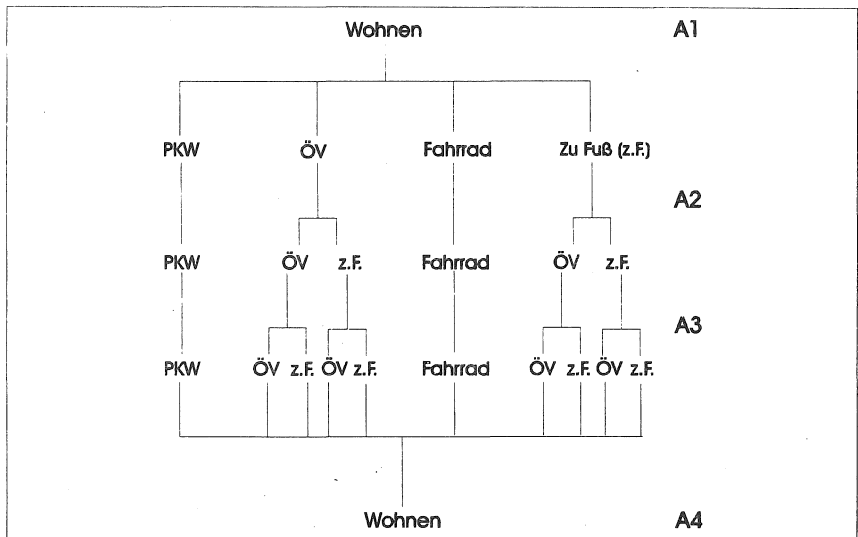 Wohnen A1
PKW ÖV Fahrrad Zu Fuß (z.F.)
A2
PKW ÖV z.F. Fahrrad ÖV z.F.
A3
PKW ÖV z.F. ÖV z.F. Fahrrad ÖV z.F. ÖV z.F.
Wohnen A4